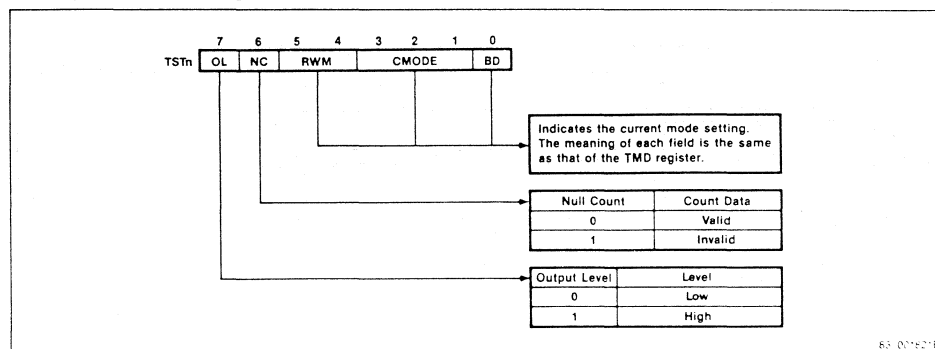 7 6 5 4 3 2 1 0
TSTn OL NC RWM CMODE BD
Indicates the current mode setting.
The meaning of each field is the same
as that of the TMD register.
Null Count Count Data
0 Valid
1 Invalid
Output Level Level
0 Low
1 High